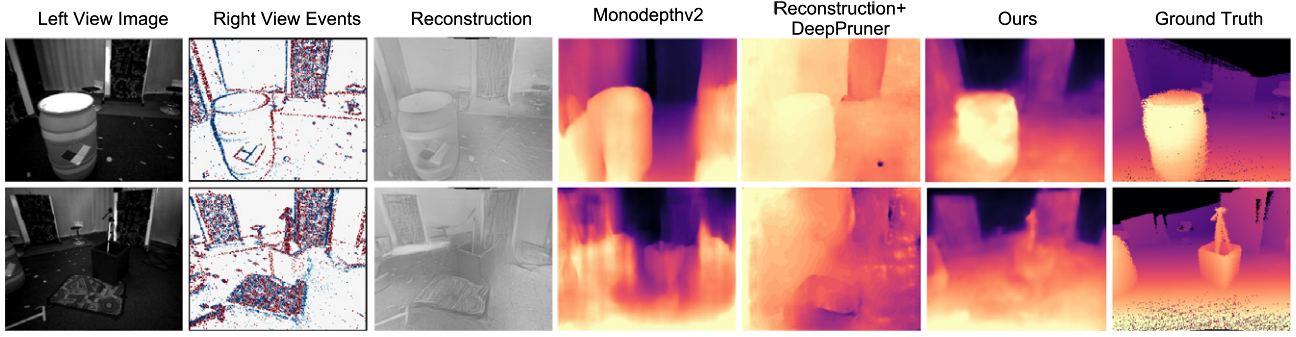 Left View Image
Right View Events
Reconstruction
Monodepthv2
Reconstruction+
DeepPruner
Ours
Ground Truth